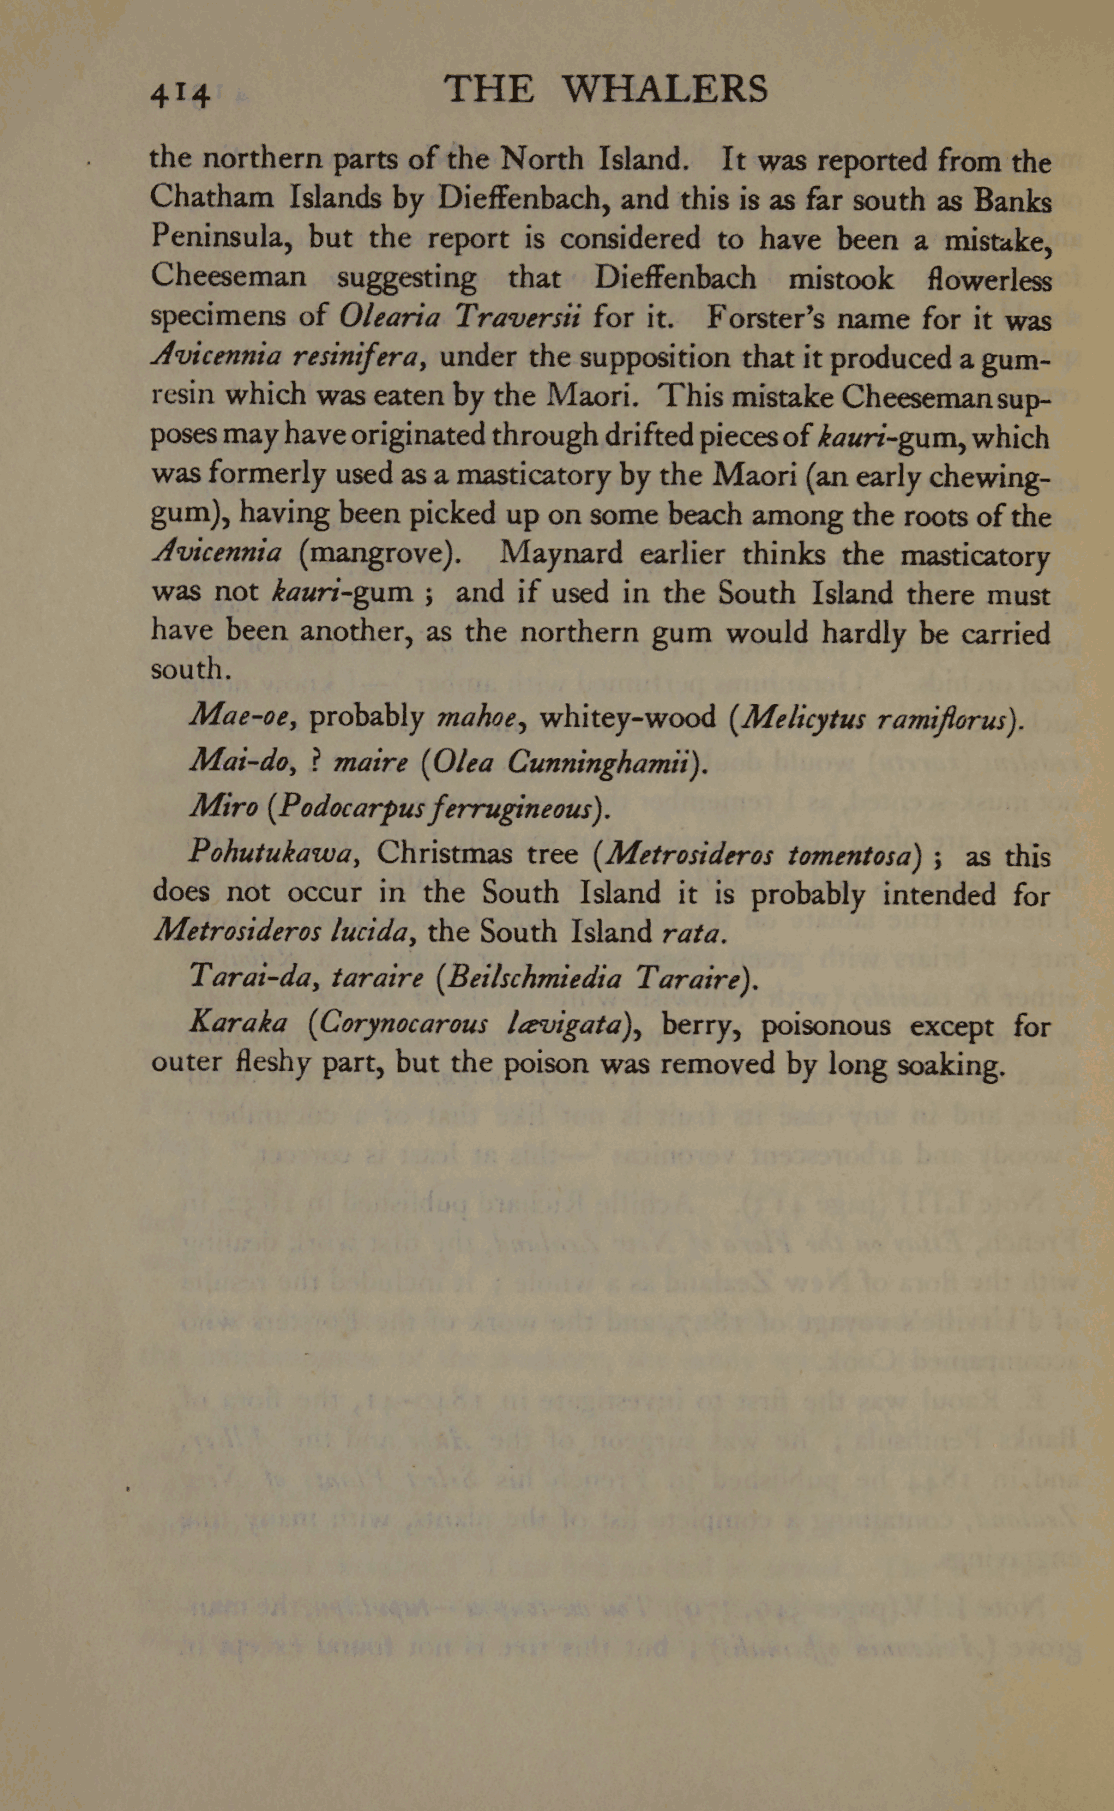 414 THE WHALERS
the northern parts of the North Island. It was reported from the
Chatham Islands by Dieffenbach, and this is as far south as Banks
Peninsula, but the report is considered to have been a mistake,
Cheeseman suggesting that Dieffenbach mistook flowerless
specimens of Olearia Traversii for it. Forster's name for it was
Avicennia resinifera, under the supposition that it produced a gum-
resin which was eaten by the Maori. This mistake Cheeseman sup-
poses may have originated through drifted pieces of kauri-gum, which
was formerly used as a masticatory by the Maori (an early chewing-
gum), having been picked up on some beach among the roots of the
Avicennia (mangrove). Maynard earlier thinks the masticatory
was not kauri-gum ; and if used in the South Island there must
have been another, as the northern gum would hardly be carried
south.
Mae-oe, probably mahoe, whitey-wood (Melicytus ramiflorus).
Mai-do, ? maire (Olea Cunninghamii).
Miro (Podocarpus ferrugineous).
Pohutukawa, Christmas tree (Metrosideros tomentosa) ; as this
does not occur in the South Island it is probably intended for
Metrosideros lucida, the South Island rata.
Tarai-da, taraire (Beilschmiedia Taraire).
Karaka (Corynocarous lævigata), berry, poisonous except for
outer fleshy part, but the poison was removed by long soaking.